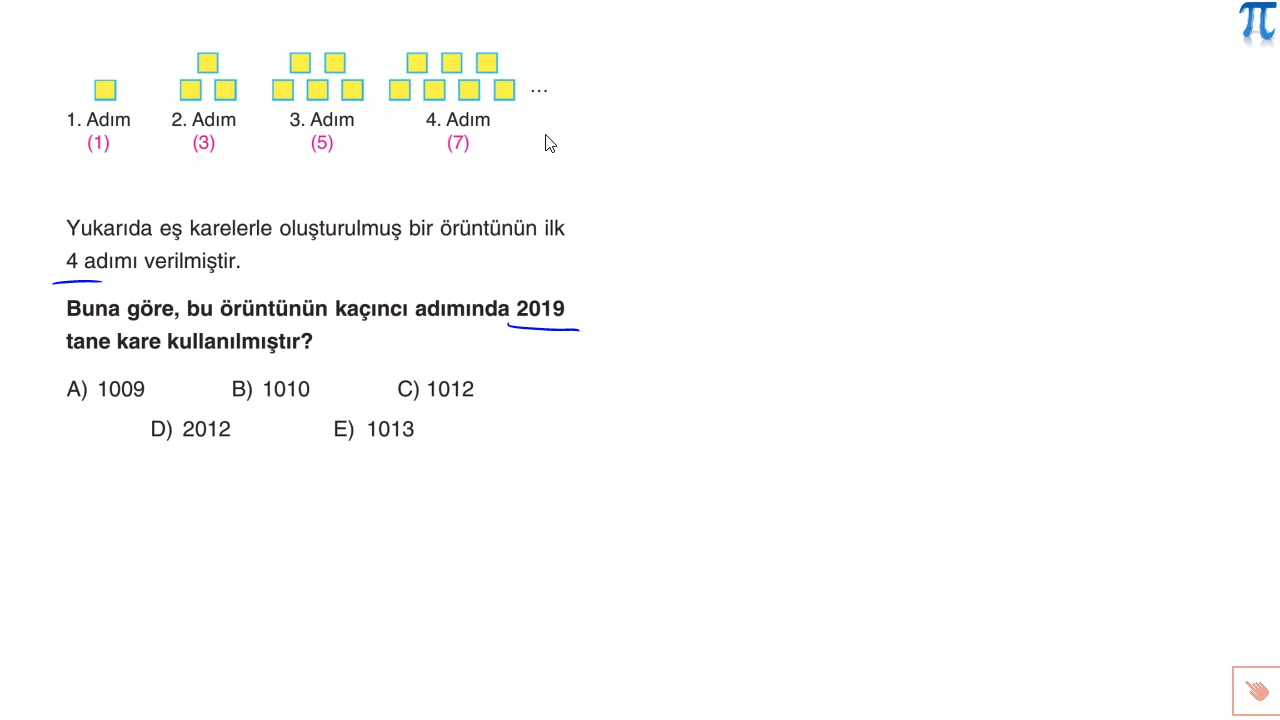 1. Adım 2. Adım 3. Adım 4. Adım ...
(1) (3) (5) (7)
Yukarıda eş karelerle oluşturulmuş bir örüntünün ilk
4 adımı verilmiştir.
Buna göre, bu örüntünün kaçıncı adımında 2019
tane kare kullanılmıştır?
A) 1009 B) 1010 C) 1012
D) 2012 E) 1013
π